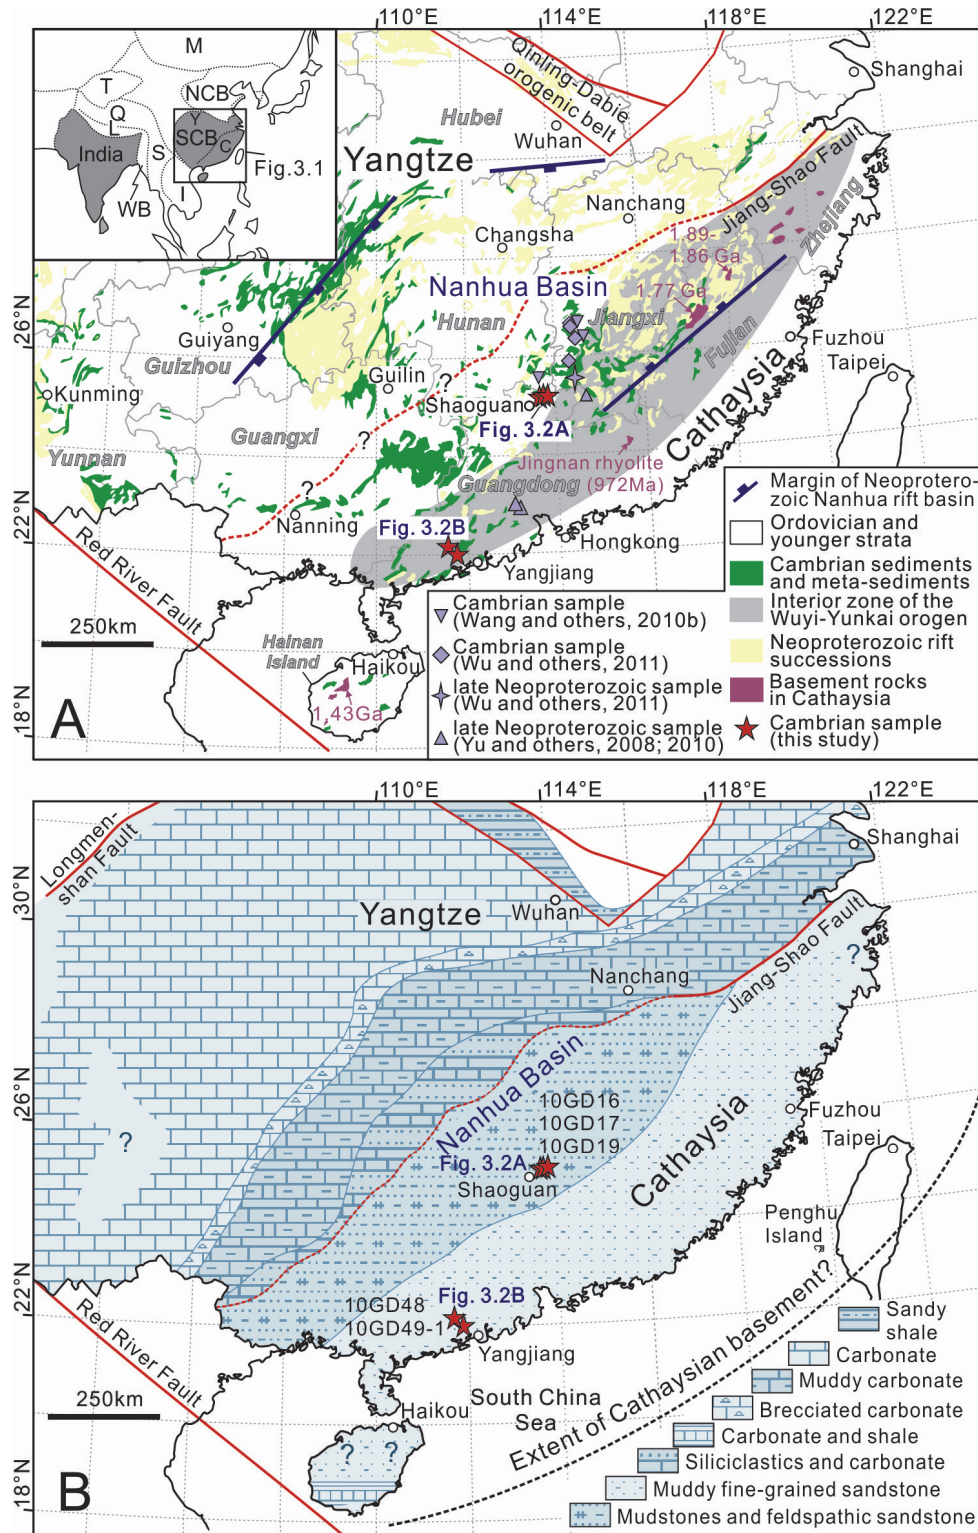 110°E
114°E
118°E
122°E
M
T
NCB
Q
L
Y
SCB
C
India
S
I
WB
Fig.3.1
Qinling-Dabie
orogenic belt
Shanghai
Hubei
Wuhan
Yangtze
Jiang-Shao Fault
Nanchang
Zhejiang
Changsha
1.89-
1.86 Ga
Nanhua Basin
1.77 Ga
26°N
Hunan
Jiangxi
Guiyang
Fujian
Fuzhou
Guizhou
Taipei
Guilin
?
Kunming
Shaoguan
Cathaysia
Fig. 3.2A
Guangxi
?
Yunpan
Jingnan rhyolite
(972Ma)
Guangdong
22°N
?
Nanning
Fig. 3.2B
Hongkong
Red River Fault
Yangjiang
250km
Hainan
Island
Haikou
1.43Ga
18°N
A
Cambrian sample
(Wang and others, 2010b)
Cambrian sample
(Wu and others, 2011)
late Neoproterozoic sample
(Wu and others, 2011)
late Neoproterozoic sample
(Yu and others, 2008; 2010)
Margin of Neoprotero-
zoic Nanhua rift basin
Ordovician and
younger strata
Cambrian sediments
and meta-sediments
Interior zone of the
Wuyi-Yunkai orogen
Neoproterozoic rift
successions
Basement rocks
in Cathaysia
Cambrian sample
(this study)
110°E
114°E
118°E
122°E
Longmen-
shan Fault
Shanghai
30°N
Yangtze
Wuhan
Jiang-Shao Fault
?
Nanchang
Nanhua Basin
26°N
10GD16
10GD17
10GD19
Fuzhou
Taipei
?
Fig. 3.2A
Shaoguan
Cathaysia
Penghu
Island
22°N
10GD48
10GD49-1
Fig. 3.2B
Yangjiang
Red River Fault
250km
South China
Sea
Haikou
? ?
Extent of Cathaysian basement?
18°N
B
Sandy
shale
Carbonate
Muddy carbonate
Brecciated carbonate
Carbonate and shale
Siliciclastics and carbonate
Muddy fine-grained sandstone
Mudstones and feldspathic sandstone